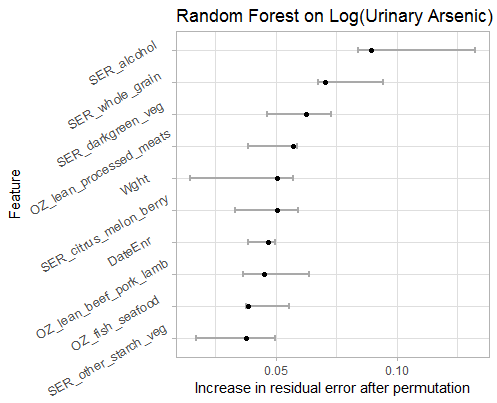 Random Forest on Log(Urinary Arsenic)
SER_alcohol
SER_whole_grain
SER_darkgreen_veg
OZ_lean_processed_meats
Wght
SER_citrus_melon_berry
DateEnr
OZ_lean_beef_pork_lamb
OZ_fish_seafood
SER_other_starch_veg
Feature
0.05 0.10
Increase in residual error after permutation